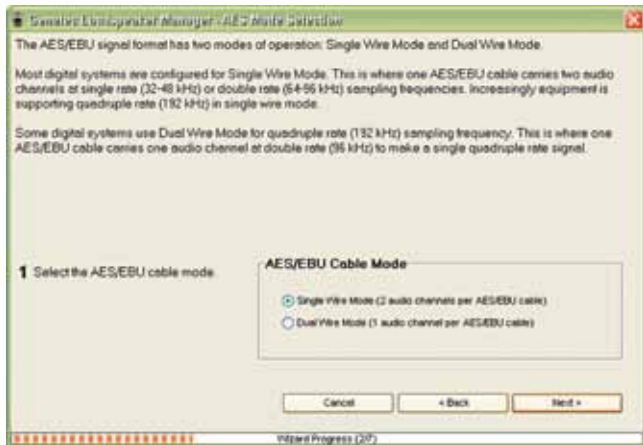 Genelec Loudspeaker Manager - AES Mode Selection
The AES/EBU signal format has two modes of operation: Single Wire Mode and Dual Wire Mode.
Most digital systems are configured for Single Wire Mode. This is where one AES/EBU cable carries two audio
channels at single rate (32-48 kHz) or double rate (64-96 kHz) sampling frequencies. Increasingly equipment is
supporting quadruple rate (192 kHz) in single wire mode.
Some digital systems use Dual Wire Mode for quadruple rate (192 kHz) sampling frequency. This is where one
AES/EBU cable carries one audio channel at double rate (96 kHz) to make a single quadruple rate signal.
AES/EBU Cable Mode
1 Select the AES/EBU cable mode.
Single Wire Mode (2 audio channels per AES/EBU cable)
Dual Wire Mode (1 audio channel per AES/EBU cable)
Cancel < Back Next >
Wizard Progress (2/7)